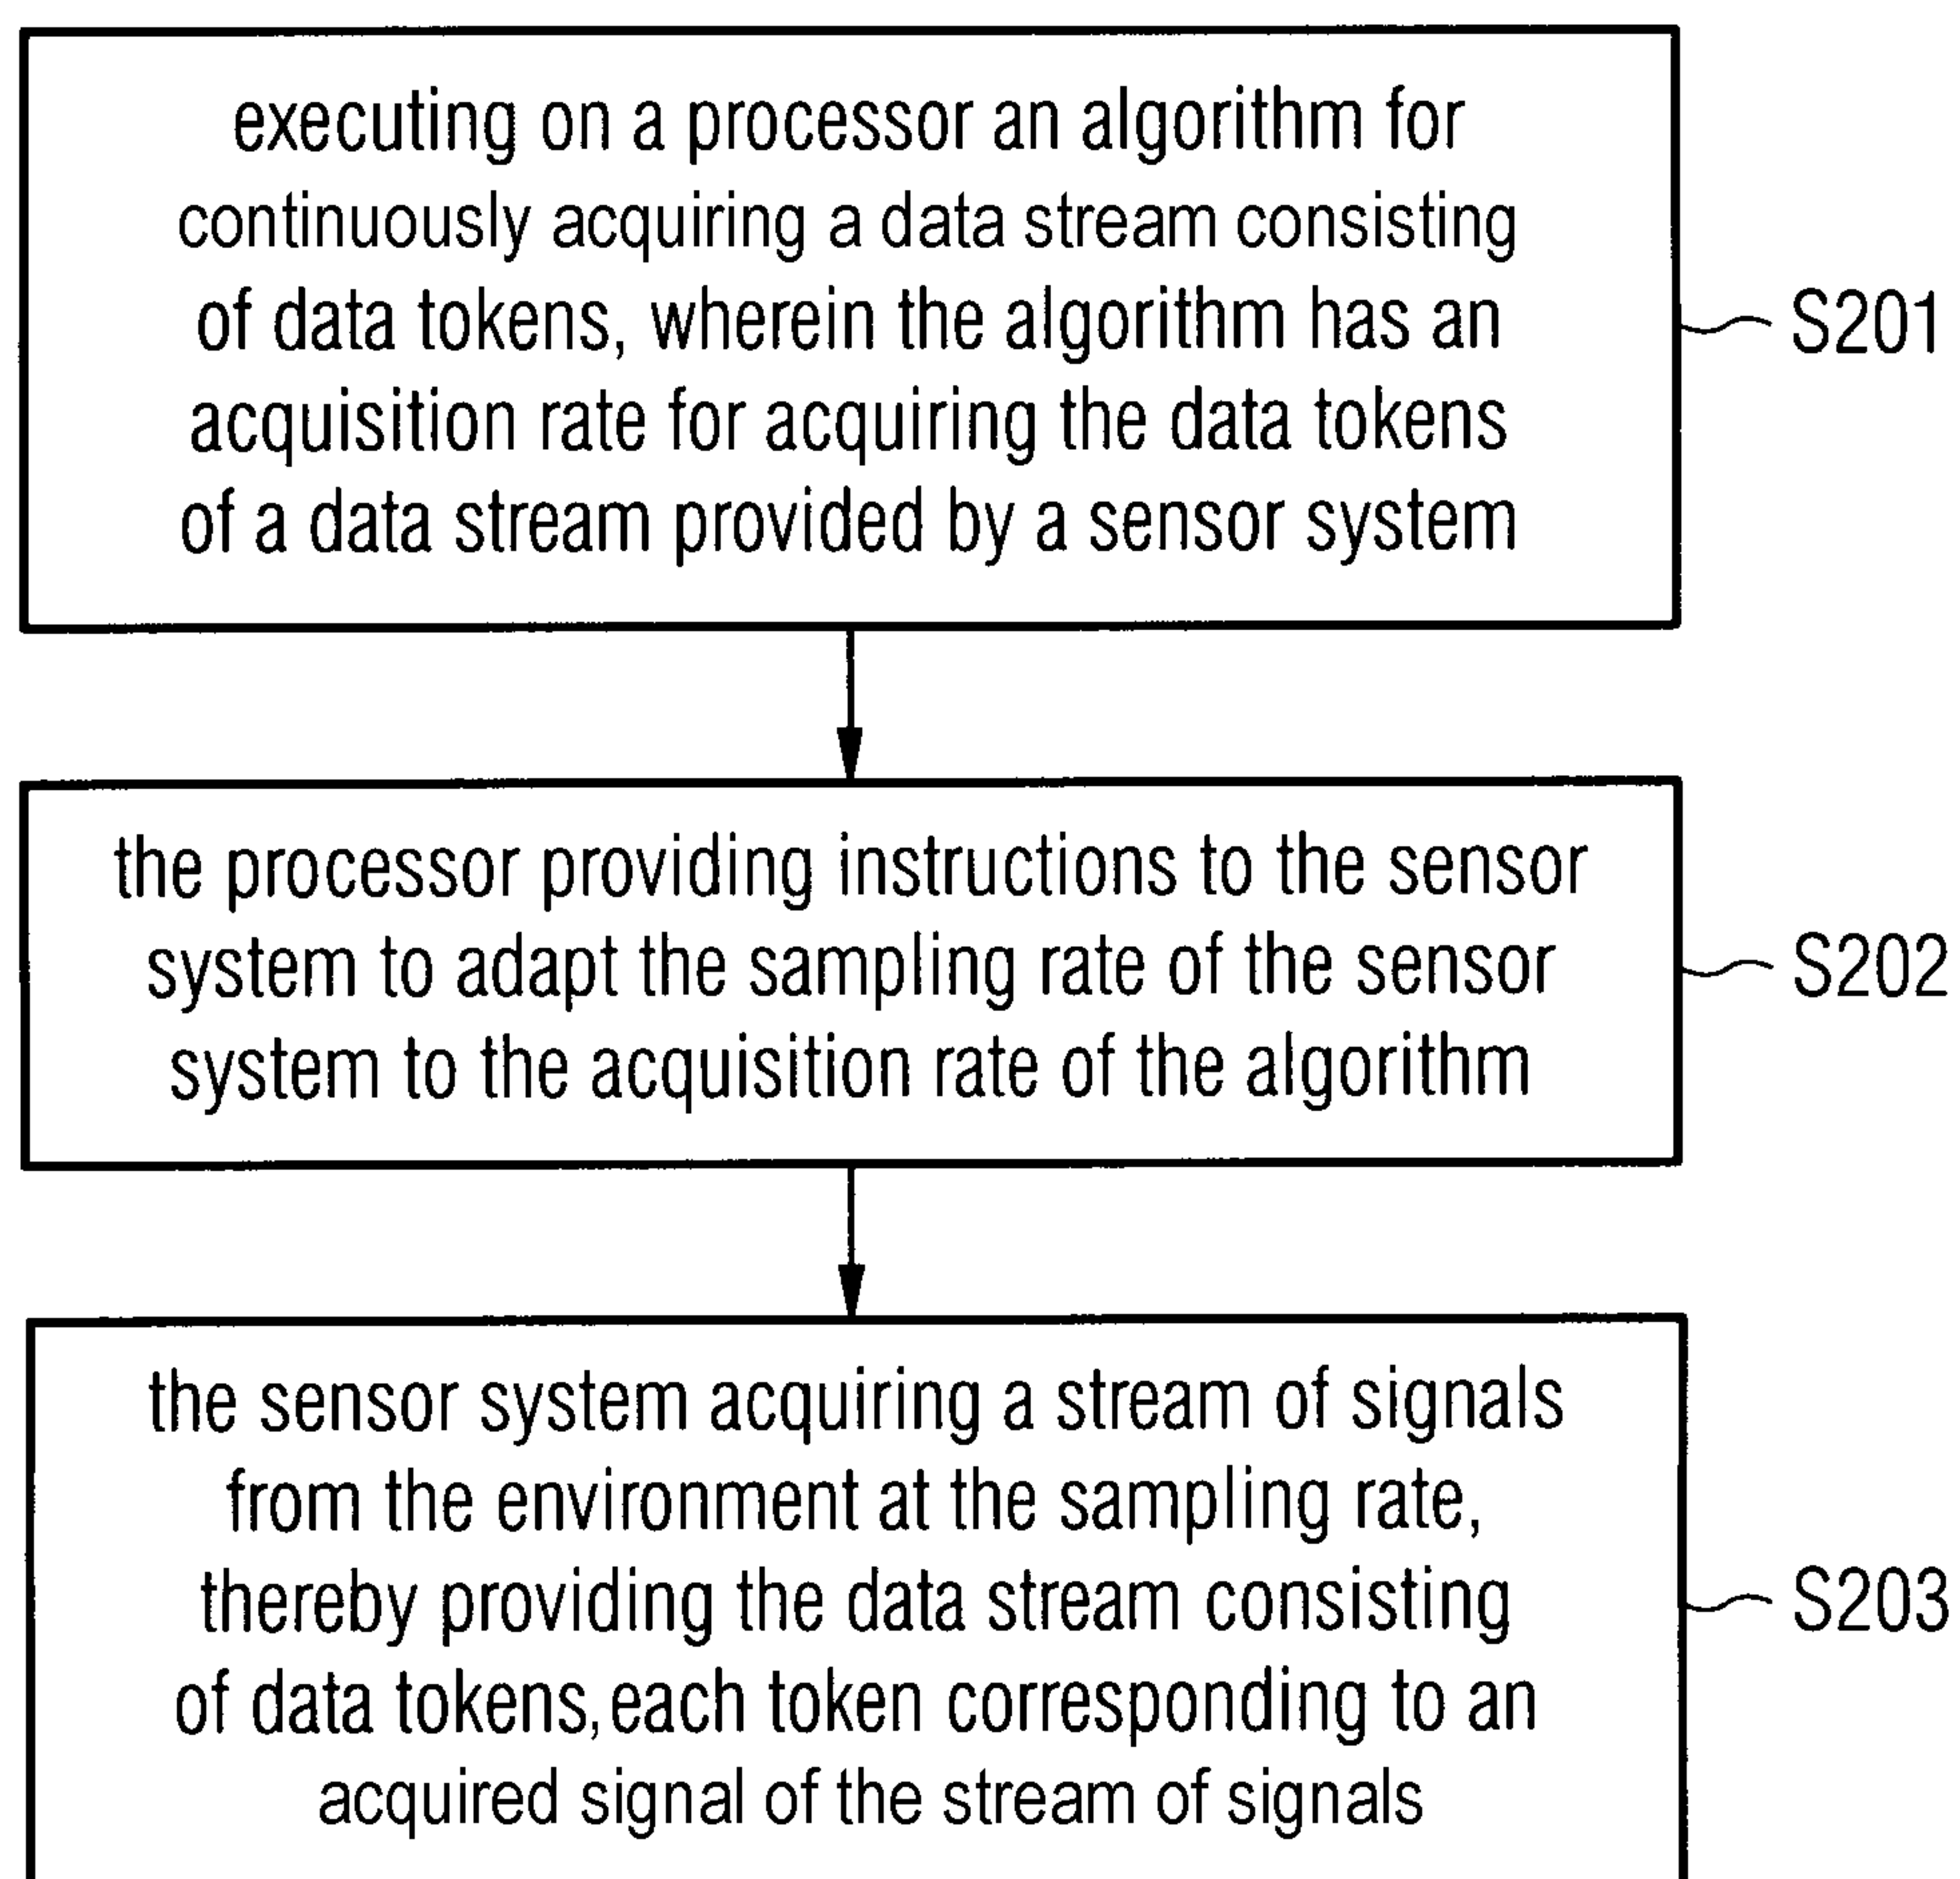 executing on a processor an algorithm for
continuously acquiring a data stream consisting
of data tokens, wherein the algorithm has an
acquisition rate for acquiring the data tokens
of a data stream provided by a sensor system
S201
the processor providing instructions to the sensor
system to adapt the sampling rate of the sensor
system to the acquisition rate of the algorithm
S202
the sensor system acquiring a stream of signals
from the environment at the sampling rate,
thereby providing the data stream consisting
of data tokens, each token corresponding to an
acquired signal of the stream of signals
S203